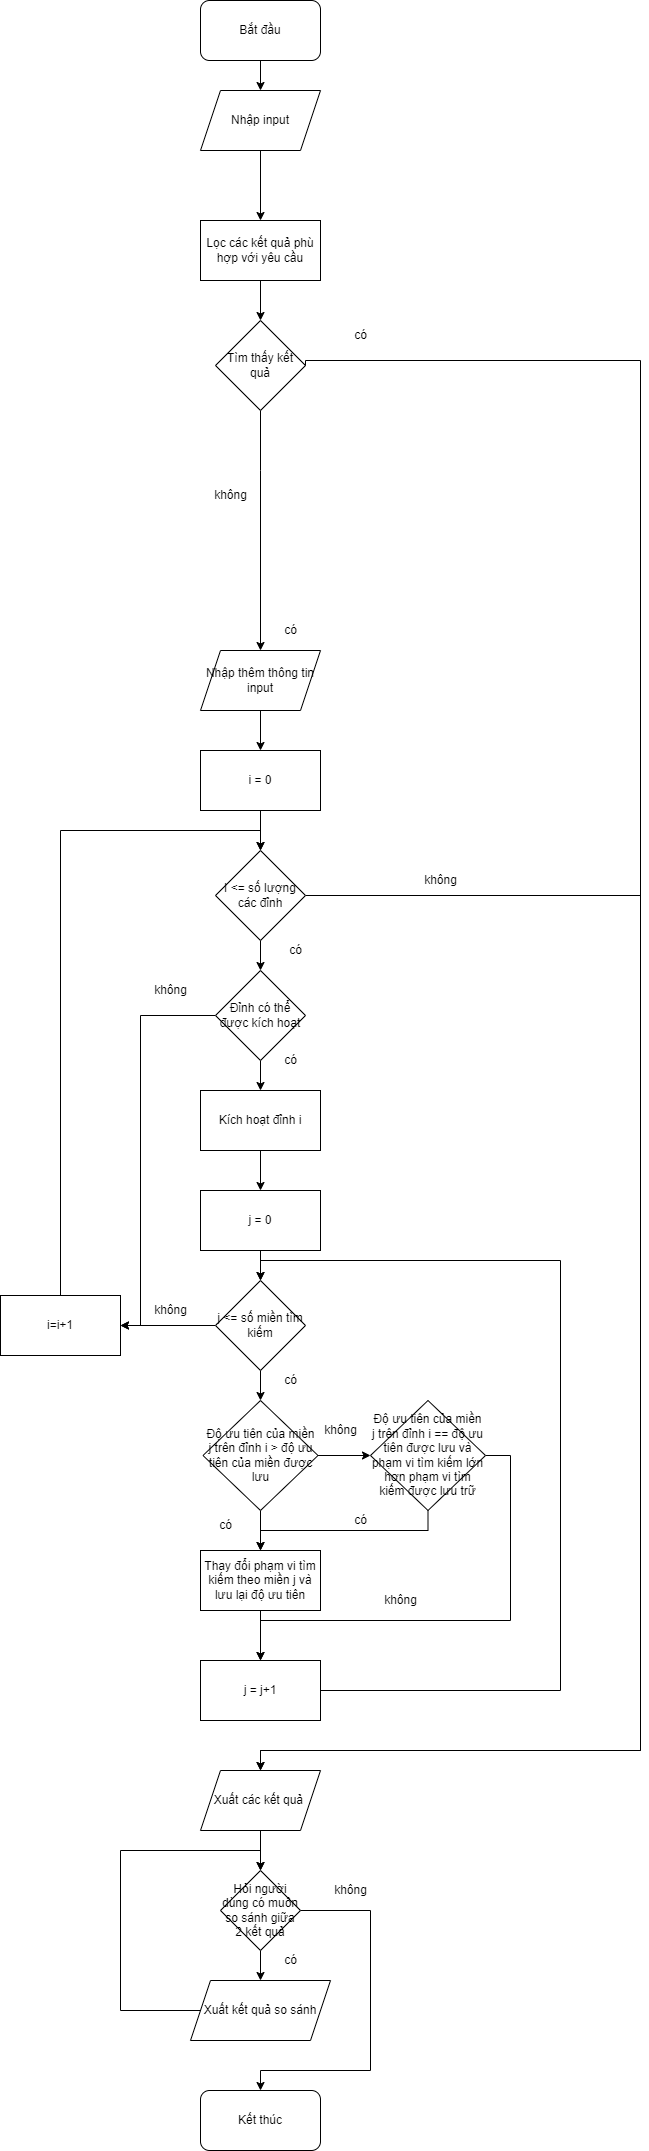 Bắt đầu
Nhập input
Lọc các kết quả phù
hợp với yêu cầu
có
Tìm thấy kết
quả
không
có
Nhập thêm thông tin
input
i = 0
không
I <= số lượng
các đỉnh
có
không
Đỉnh có thể
được kích hoạt
có
Kích hoạt đỉnh i
j = 0
không
j <= số miền tìm
kiếm
i=i+1
có
Độ ưu tiên của miền
j trên đỉnh i > độ ưu
tiên của miền được
lưu
không
Độ ưu tiên của miền
j trên đỉnh i == độ ưu
tiên được lưu và
phạm vi tìm kiếm lớn
hơn phạm vi tìm
kiếm được lưu trữ
có
có
Thay đổi phạm vi tìm
kiếm theo miền j và
lưu lại độ ưu tiên
không
j = j+1
Xuất các kết quả
Hỏi người
dùng có muốn
so sánh giữa
2 kết quả
không
có
Xuất kết quả so sánh
Kết thúc